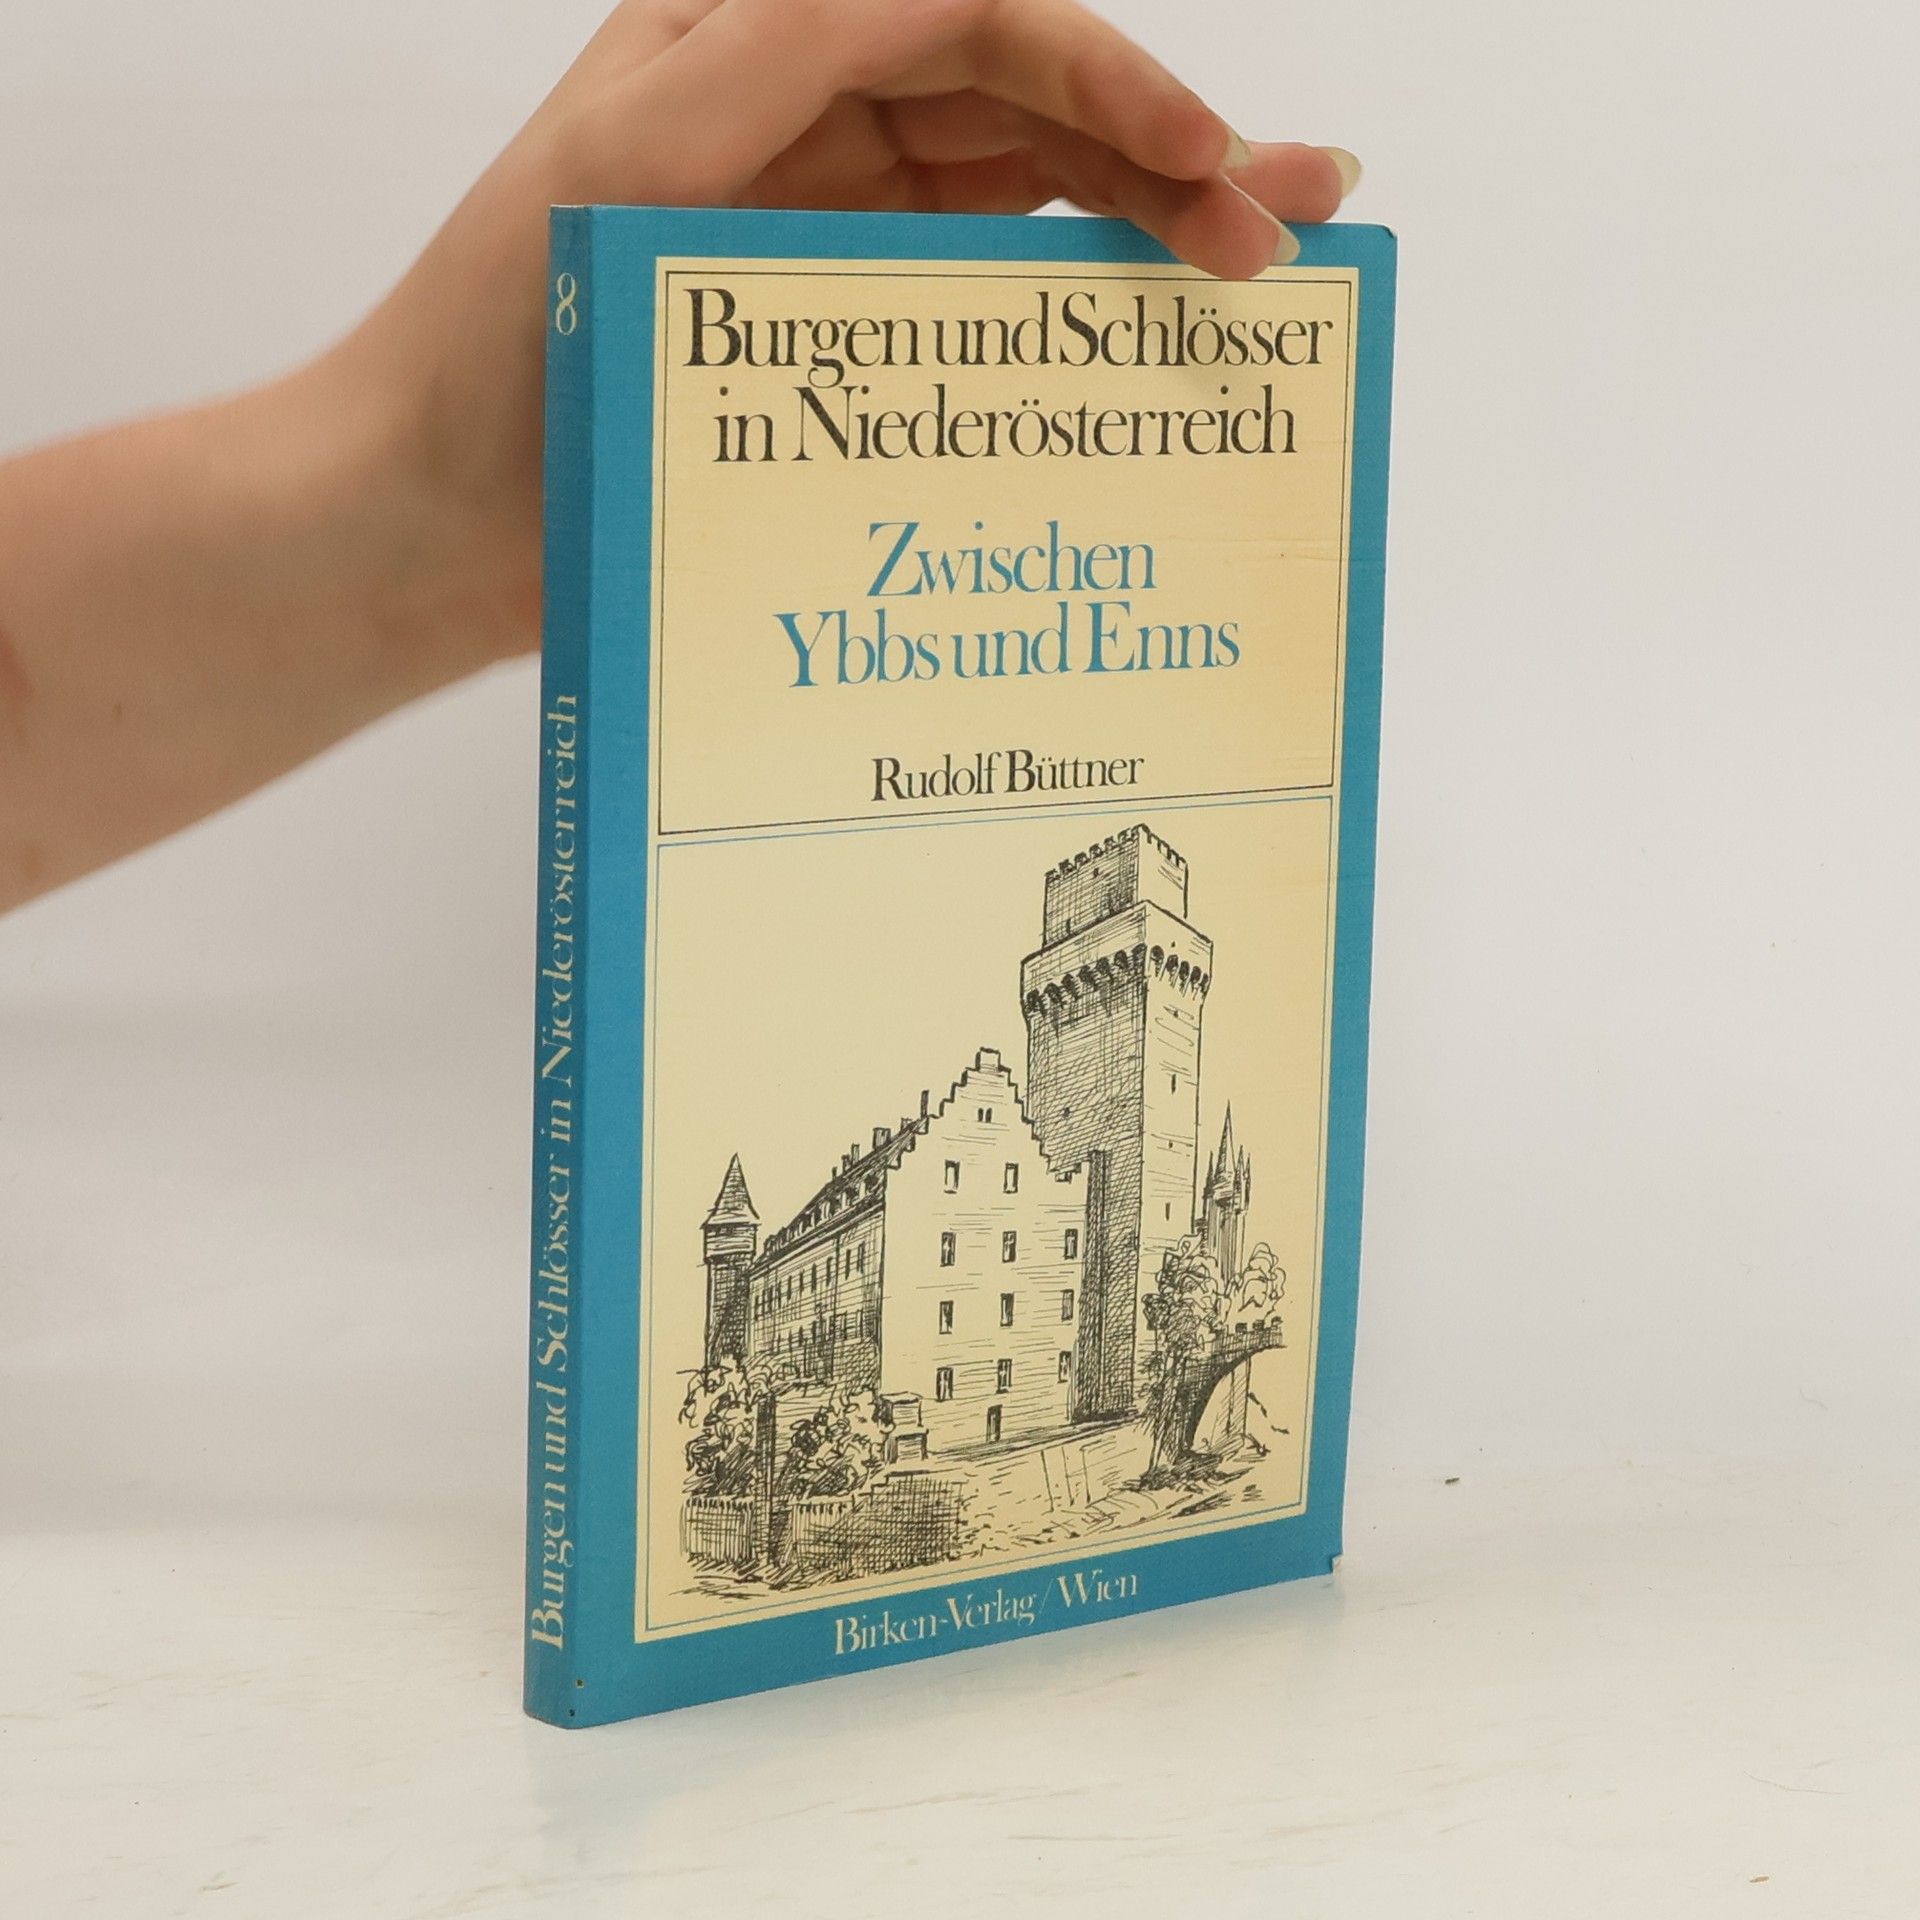 8
Burgen und Schlösser in Niederösterreich
Burgen und Schlösser
in Niederösterreich
Zwischen
Ybbs und Enns
Rudolf Büttner
Birken-Verlag / Wien